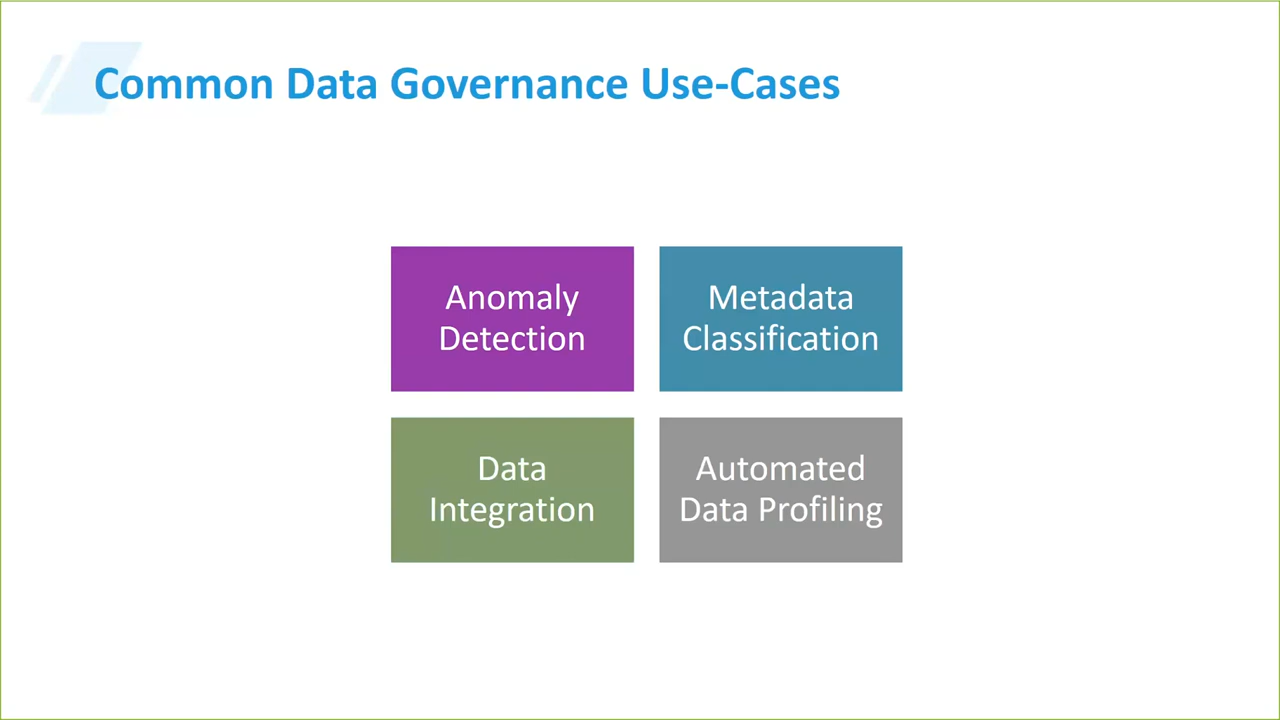 Common Data Governance Use-Cases
Anomaly
Detection
Metadata
Classification
Data
Integration
Automated
Data Profiling